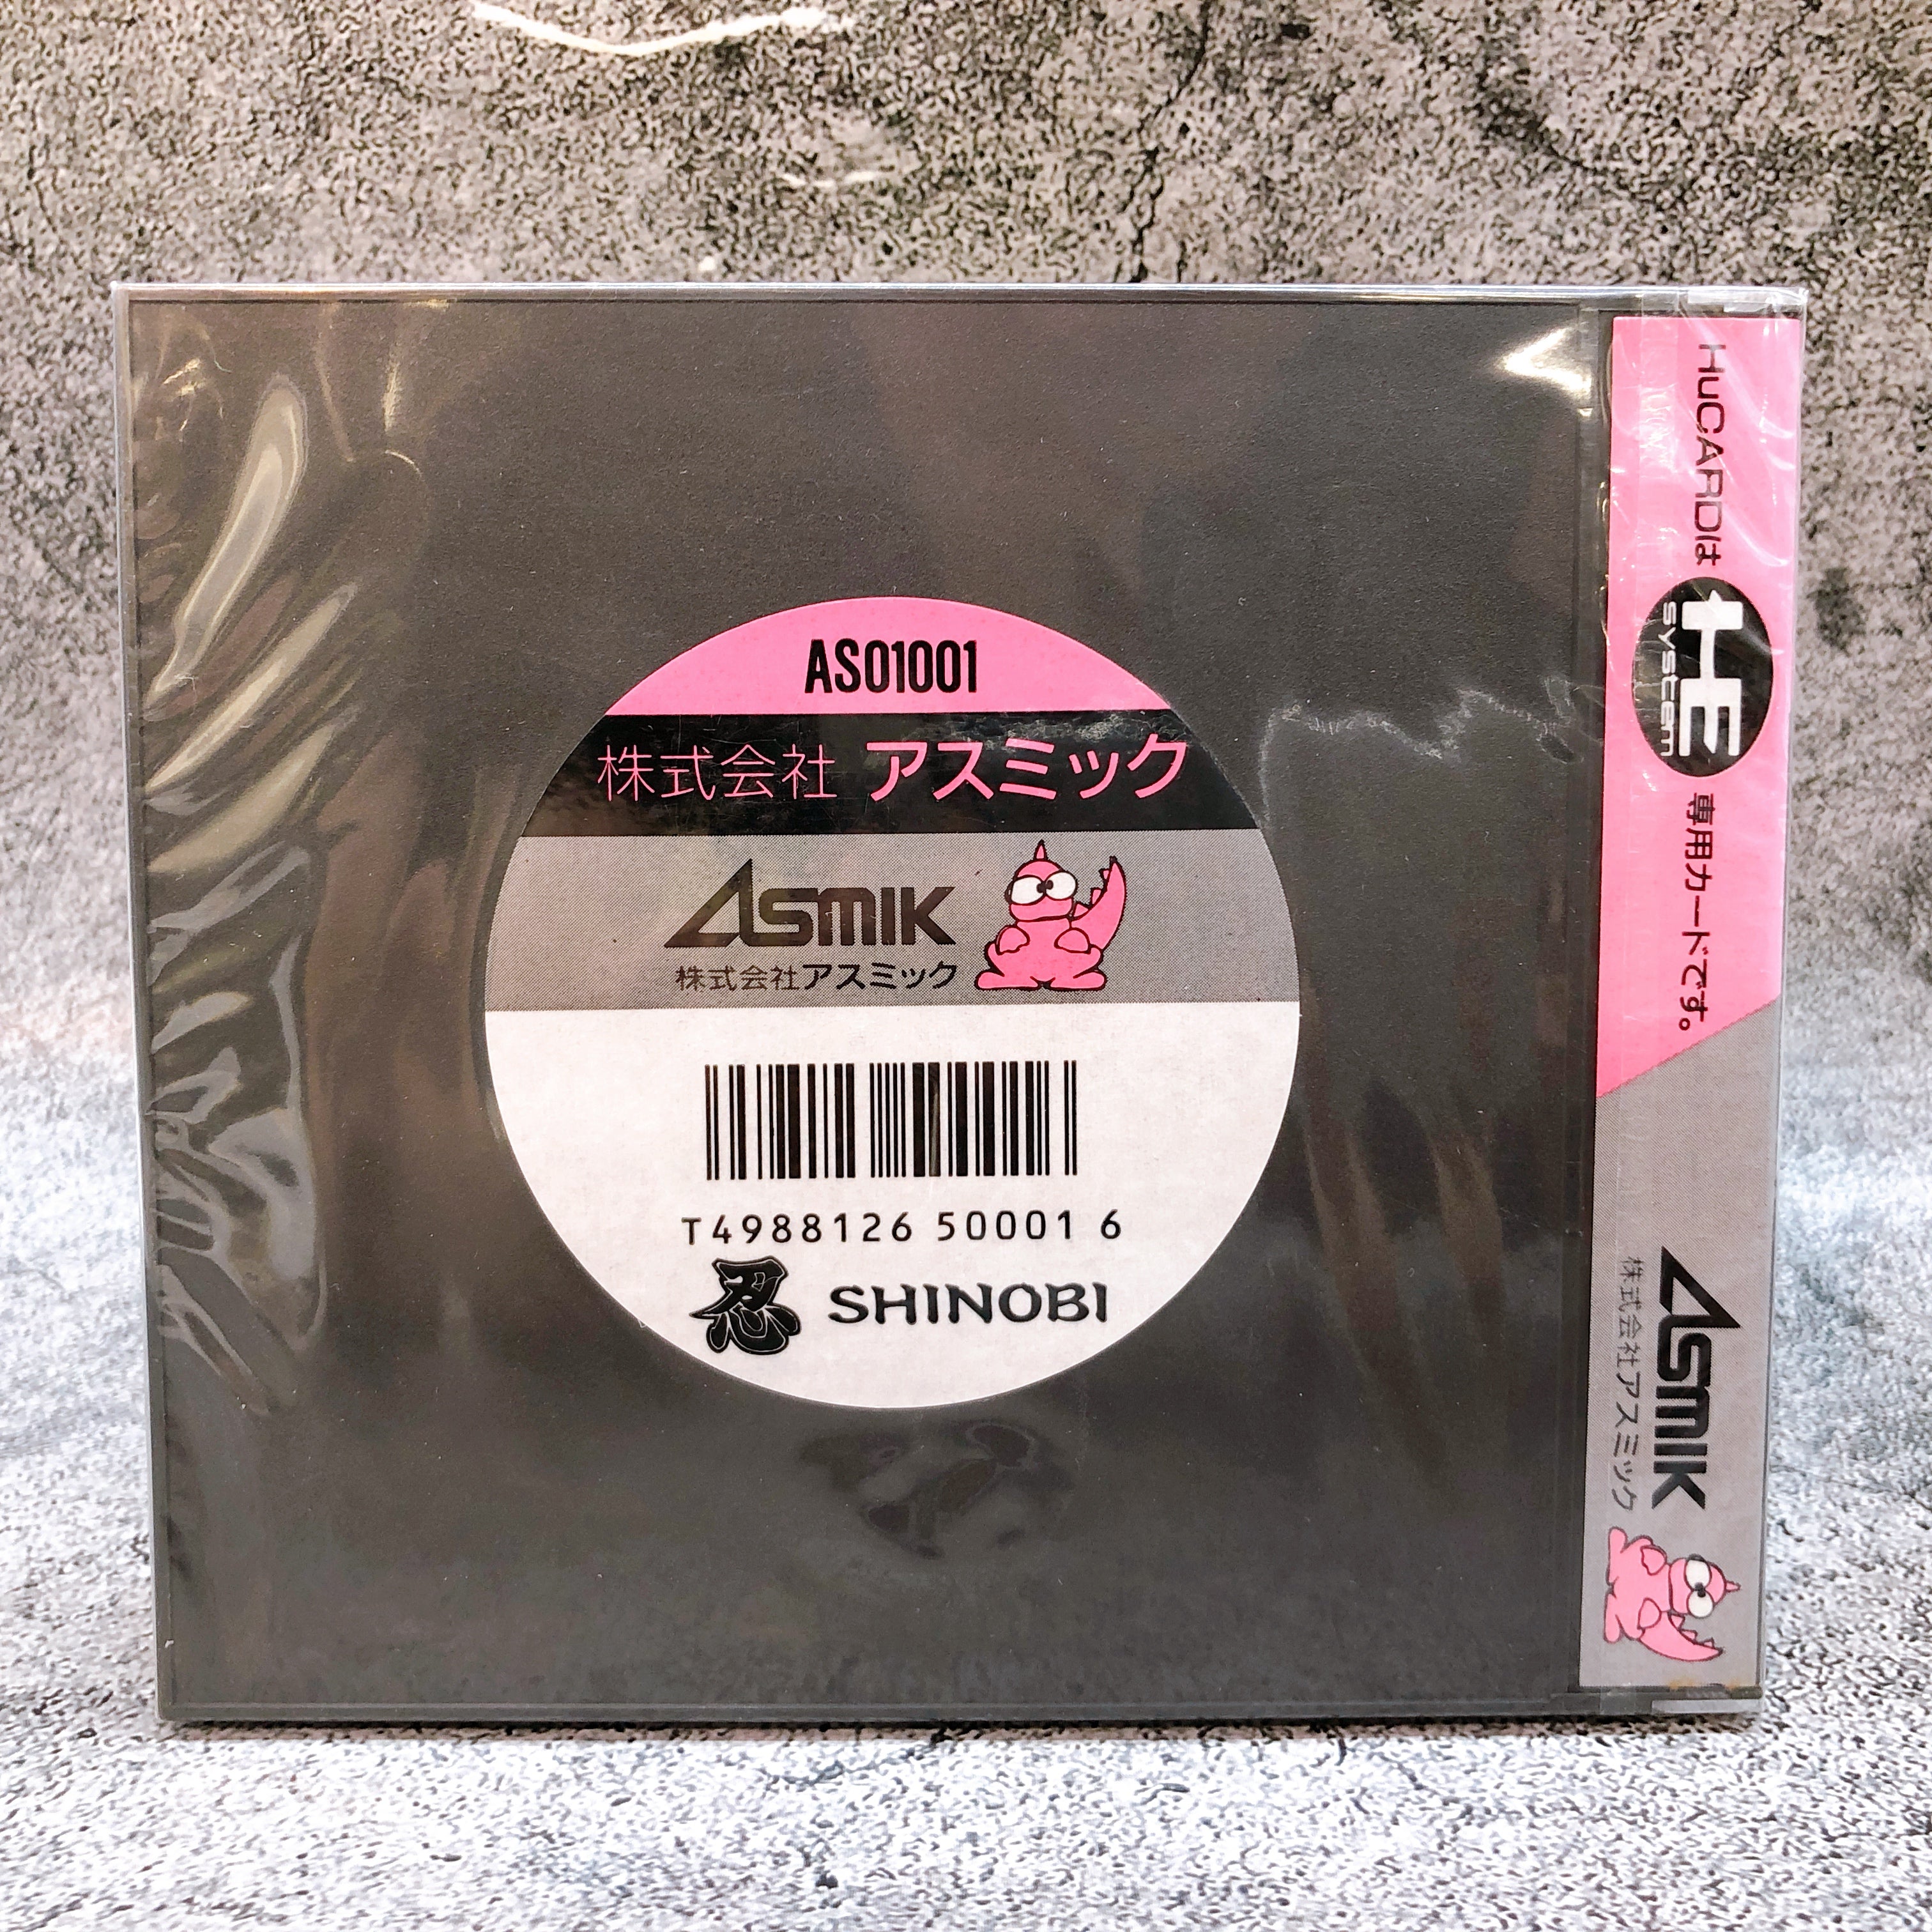 AS01001
株式会社 アスミック
ASMIK
株式会社アスミック
T4988126 50001 6
忍 SHINOBI
HuCARDは HE system 専用カードです。
ASMIK
株式会社アスミック